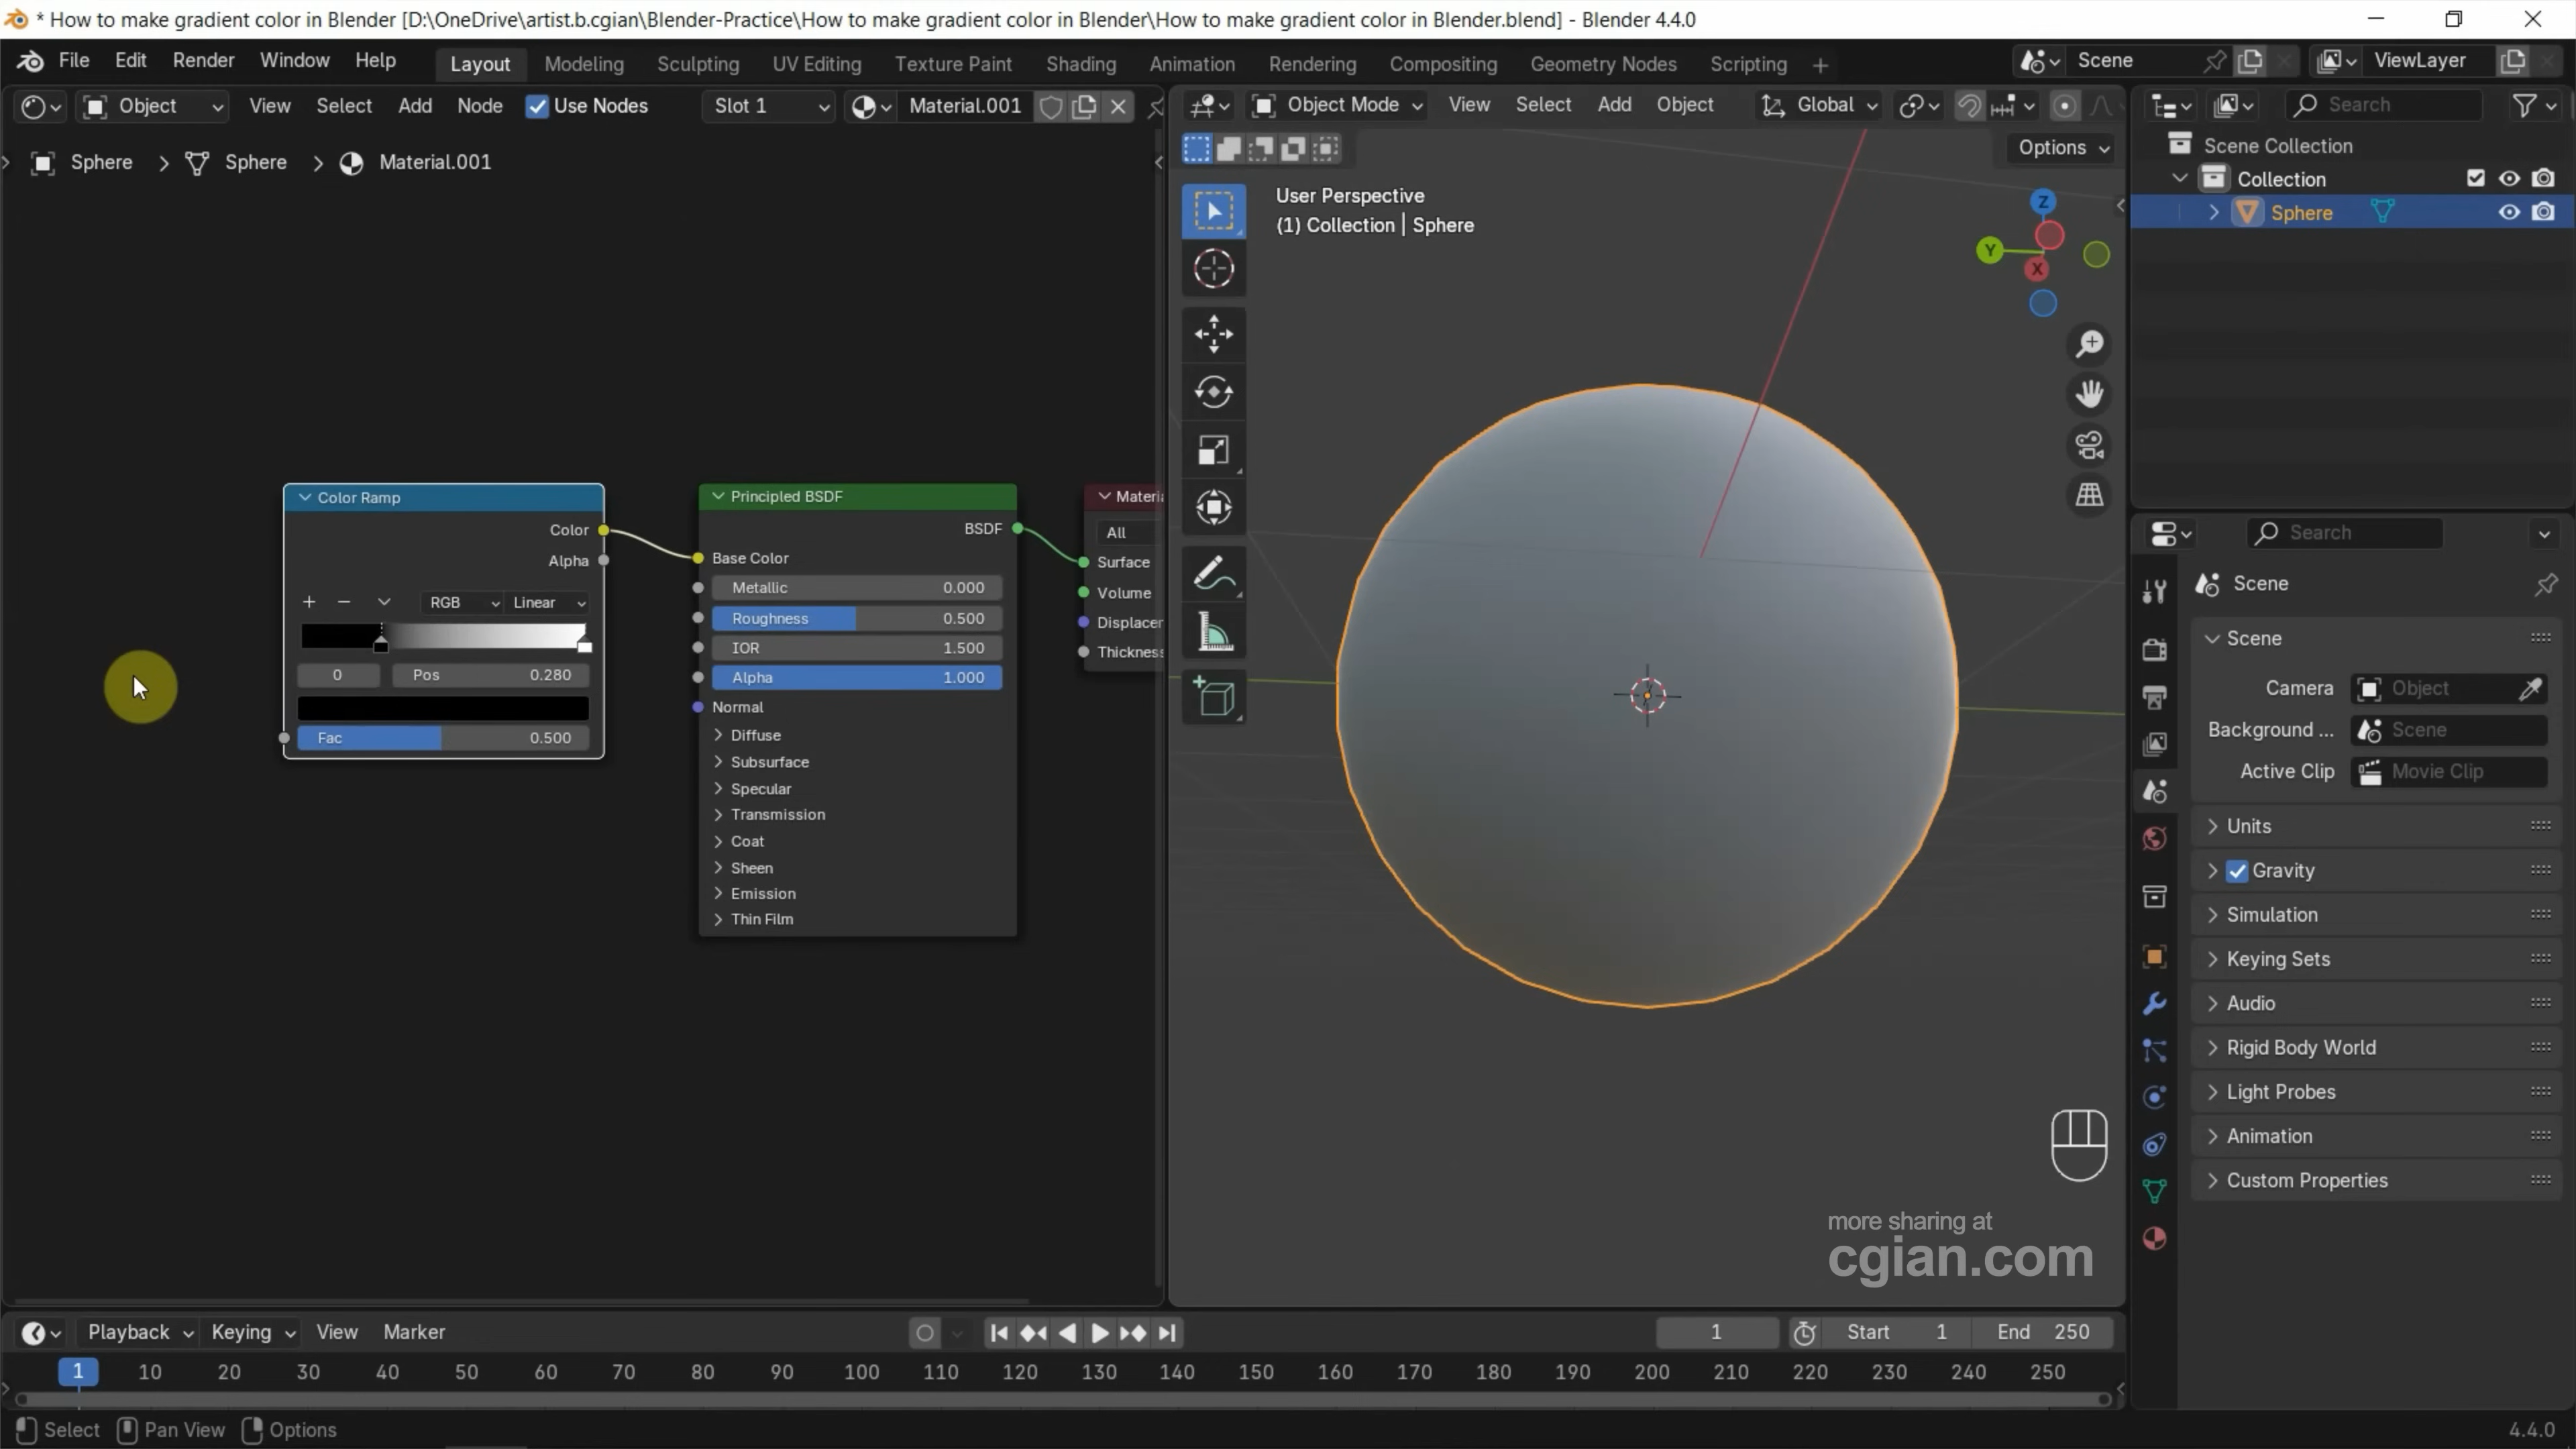 * How to make gradient color in Blender [D:\OneDrive\artist.b.cgian\Blender-Practice\How to make gradient color in Blender\How to make gradient color in Blender.blend] - Blender 4.4.0
File Edit Render Window Help Layout Modeling Sculpting UV Editing Texture Paint Shading Animation Rendering Compositing Geometry Nodes Scripting + Scene ViewLayer
Object View Select Add Node Use Nodes Slot 1 Material.001
Object Mode View Select Add Object Global
Search
Sphere > Sphere > Material.001
Options
User Perspective
(1) Collection | Sphere
Z
Y
X
Scene Collection
Collection
Sphere
Color Ramp
Color
Alpha
RGB Linear
0 Pos 0.280
Fac 0.500
Principled BSDF
BSDF
Base Color
Metallic 0.000
Roughness 0.500
IOR 1.500
Alpha 1.000
Normal
Diffuse
Subsurface
Specular
Transmission
Coat
Sheen
Emission
Thin Film
Materia
All
Surface
Volume
Displacer
Thickness
Search
Scene
Scene
Camera Object
Background ... Scene
Active Clip Movie Clip
Units
Gravity
Simulation
Keying Sets
Audio
Rigid Body World
Light Probes
Animation
Custom Properties
more sharing at
cgian.com
Playback Keying View Marker 1 Start 1 End 250
1 10 20 30 40 50 60 70 80 90 100 110 120 130 140 150 160 170 180 190 200 210 220 230 240 250
Select Pan View Options 4.4.0